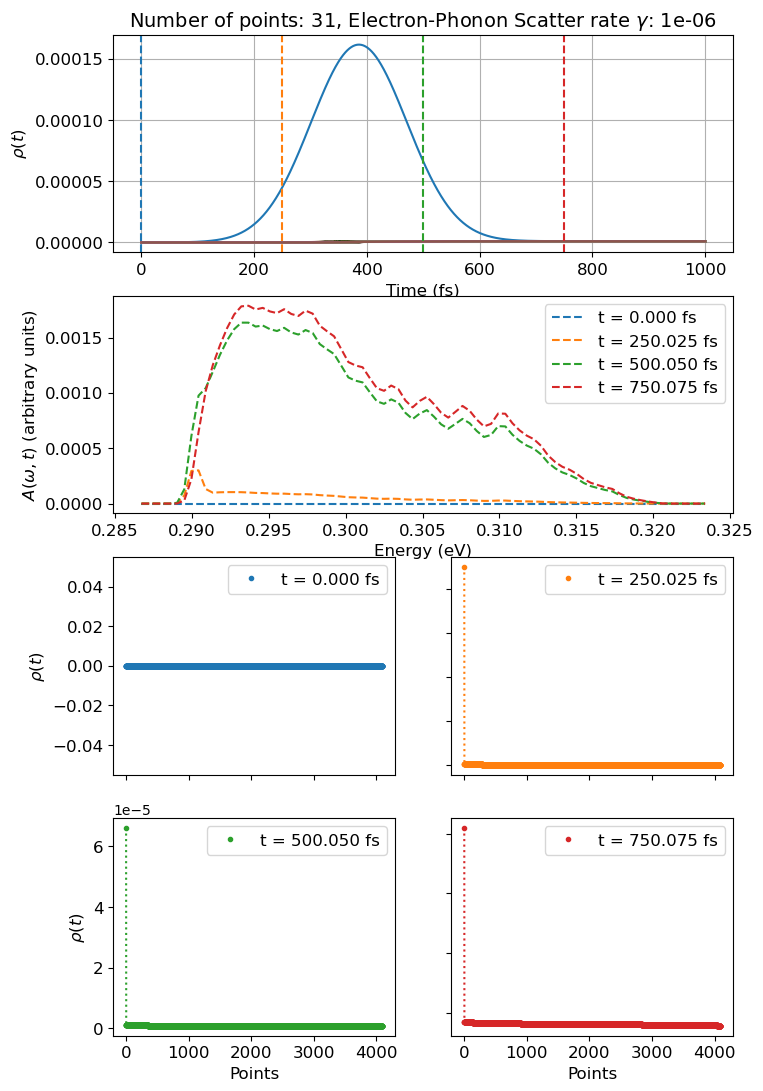 Number of points: 31, Electron-Phonon Scatter rate γ: 1e-06
ρ(t)
0.00015
0.00010
0.00005
0.00000
0 200 400 600 800 1000
Time (fs)
A(ω, t) (arbitrary units)
0.0015
0.0010
0.0005
0.0000
t = 0.000 fs
t = 250.025 fs
t = 500.050 fs
t = 750.075 fs
0.285 0.290 0.295 0.300 0.305 0.310 0.315 0.320 0.325
Energy (eV)
ρ(t)
0.04
0.02
0.00
−0.02
−0.04
t = 0.000 fs
t = 250.025 fs
1e−5
ρ(t)
6
4
2
0
t = 500.050 fs
t = 750.075 fs
0 1000 2000 3000 4000
0 1000 2000 3000 4000
Points
Points